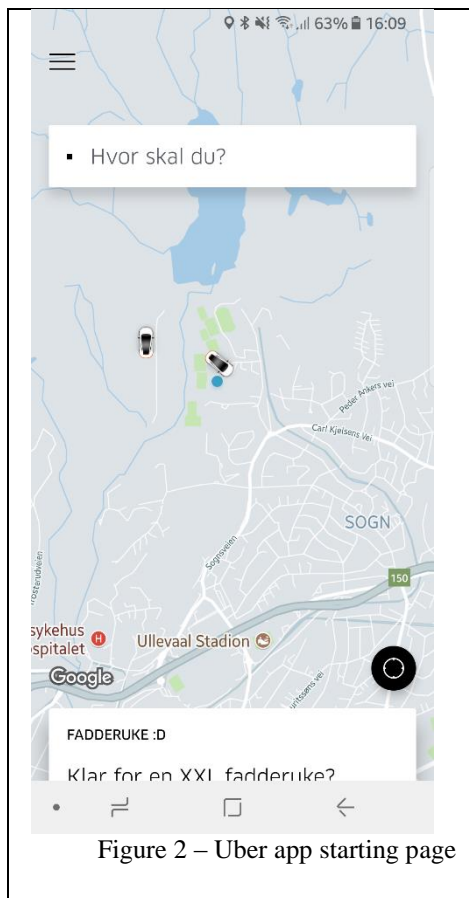 63% 16:09
Hvor skal du?
Peder Ankers vei
Carl Kjelsens Vei
SOGN
Sognsveien
150
sykehus
spitalet
H
Ullevaal Stadion
Google
FADDERUKE :D
Klar for en XXL fadderuke?
Figure 2 – Uber app starting page